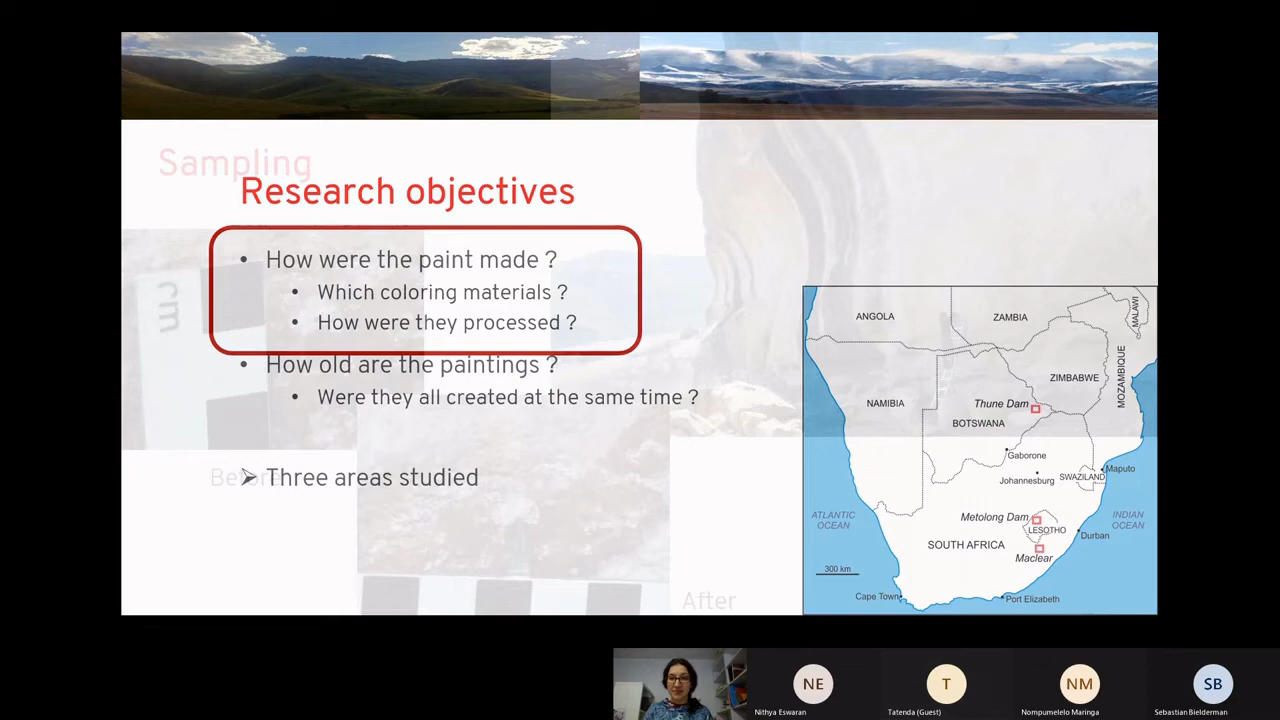 Sampling
Research objectives
• How were the paint made ?
• Which coloring materials ?
• How were they processed ?
• How old are the paintings ?
• Were they all created at the same time ?
Before
➢ Three areas studied
After
cm
ANGOLA
ZAMBIA
MALAWI
MOZAMBIQUE
ZIMBABWE
NAMIBIA
Thune Dam
BOTSWANA
Gaborone
Johannesburg
SWAZILAND
Maputo
ATLANTIC
OCEAN
Metolong Dam
INDIAN
OCEAN
LESOTHO
SOUTH AFRICA
Durban
Maclear
300 km
Cape Town
Port Elizabeth
NE
T
NM
SB
Nithya Eswaran
Tatenda (Guest)
Nompumelelo Maringa
Sebastian Bielderman